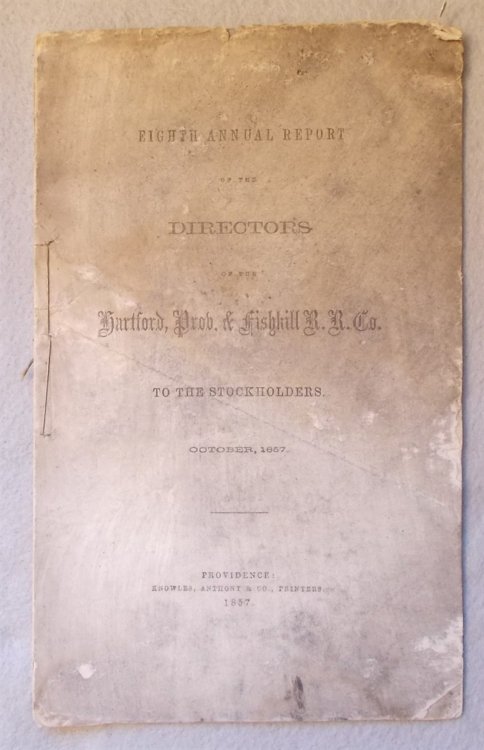 EIGHTH ANNUAL REPORT
OF THE
DIRECTORS
OF THE
Hartford, Prov. & Fishkill R. R. Co.
TO THE STOCKHOLDERS.
OCTOBER, 1857.
PROVIDENCE:
KNOWLES, ANTHONY & CO., PRINTERS.
1857.